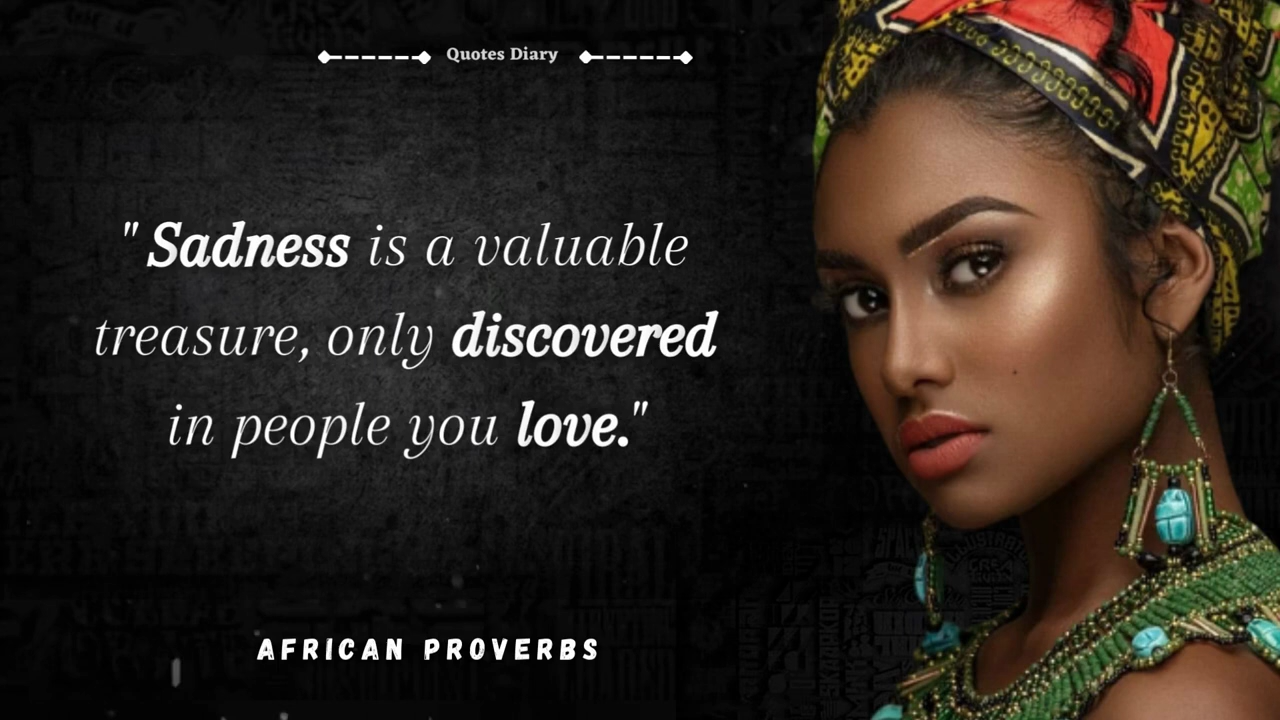 Quotes Diary
" Sadness is a valuable
treasure, only discovered
in people you love."
AFRICAN PROVERBS